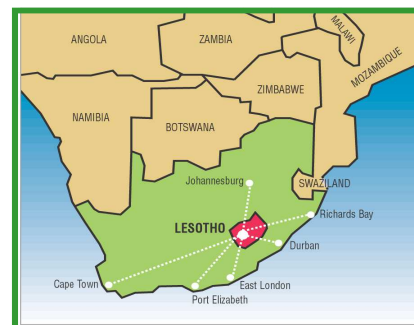 MALAWI
ANGOLA
ZAMBIA
MOZAMBIQUE
ZIMBABWE
NAMIBIA
BOTSWANA
Johannesburg
SWAZILAND
Richards Bay
LESOTHO
Durban
Cape Town
East London
Port Elizabeth